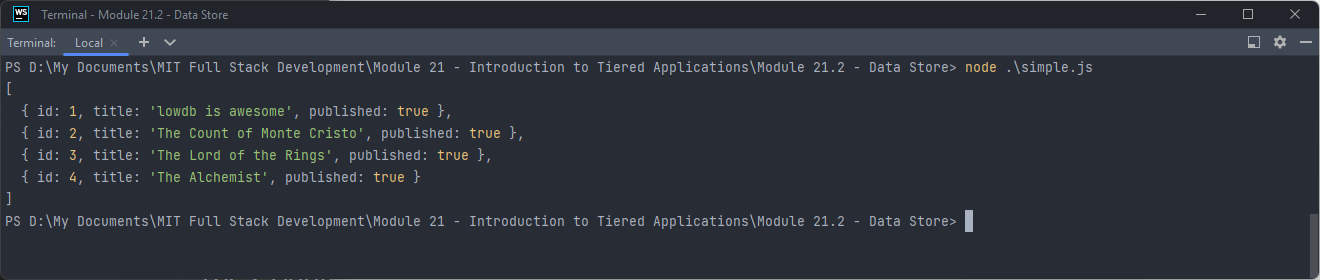 WS Terminal - Module 21.2 - Data Store
Terminal: Local
PS D:\My Documents\MIT Full Stack Development\Module 21 - Introduction to Tiered Applications\Module 21.2 - Data Store> node .\simple.js
[
  { id: 1, title: 'lowdb is awesome', published: true },
  { id: 2, title: 'The Count of Monte Cristo', published: true },
  { id: 3, title: 'The Lord of the Rings', published: true },
  { id: 4, title: 'The Alchemist', published: true }
]
PS D:\My Documents\MIT Full Stack Development\Module 21 - Introduction to Tiered Applications\Module 21.2 - Data Store>